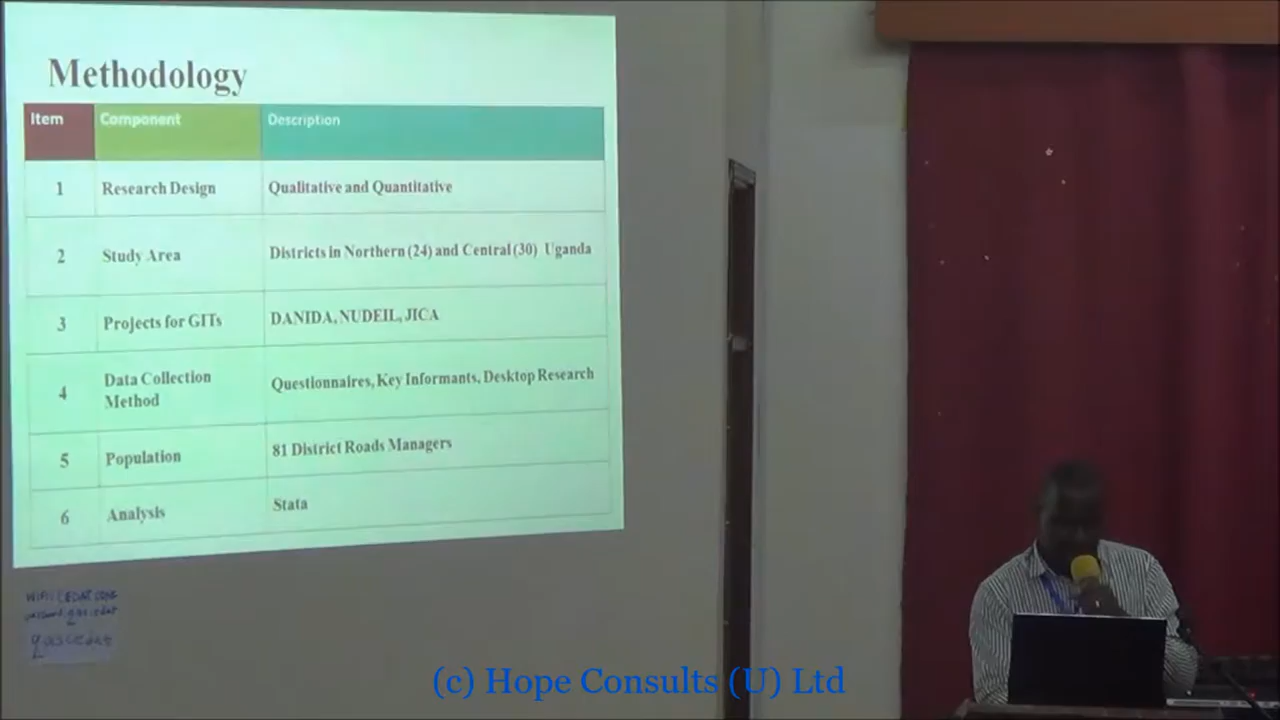 Methodology
Item Component Description
1 Research Design Qualitative and Quantitative
2 Study Area Districts in Northern (24) and Central (30) Uganda
3 Projects for GITs DANIDA, NUDEIL, JICA
4 Data Collection Method Questionnaires, Key Informants, Desktop Research
5 Population 81 District Roads Managers
6 Analysis Stata
(c) Hope Consults (U) Ltd